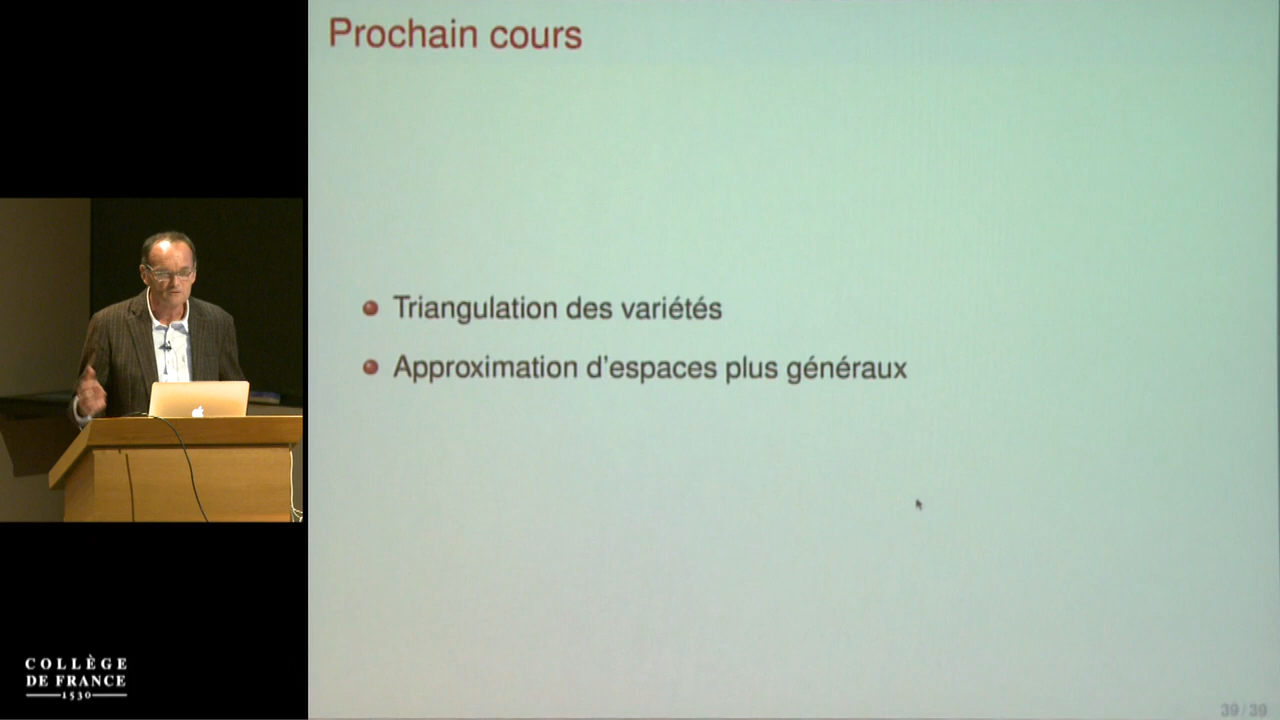 Prochain cours
Triangulation des variétés
Approximation d'espaces plus généraux
COLLÈGE
DE FRANCE
1530
39/39